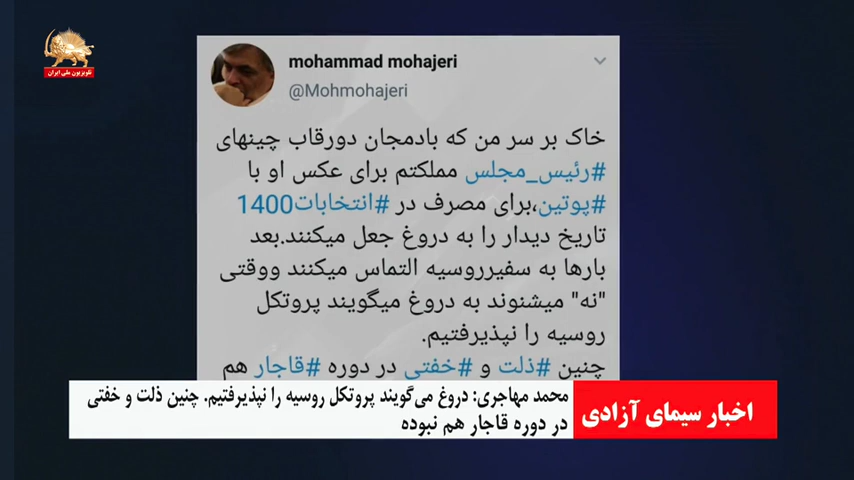 تلویزیون ملی ایران
mohammad mohajeri
@Mohmohajeri
خاک بر سر من که بادمجان دورقاب چینهای
#رئیس_مجلس مملکتم برای عکس او با
#پوتین،برای مصرف در #انتخابات1400
تاریخ دیدار را به دروغ جعل میکنند.بعد
بارها به سفیرروسیه التماس میکنند ووقتی
"نه" میشنوند به دروغ میگویند پروتکل
روسیه را نپذیرفتیم.
چنین #ذلت و #خفتی در دوره #قاجار هم
اخبار سیمای آزادی
محمد مهاجری: دروغ می‌گویند پروتکل روسیه را نپذیرفتیم. چنین ذلت و خفتی
در دوره قاجار هم نبوده